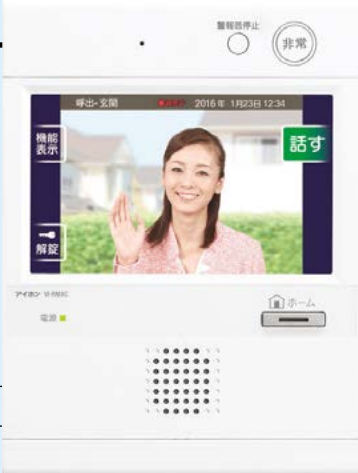 警報音停止
非常
呼出-玄関
2016年 1月23日 12:34
機能
表示
話す
解錠
アイホン
ホーム
電源